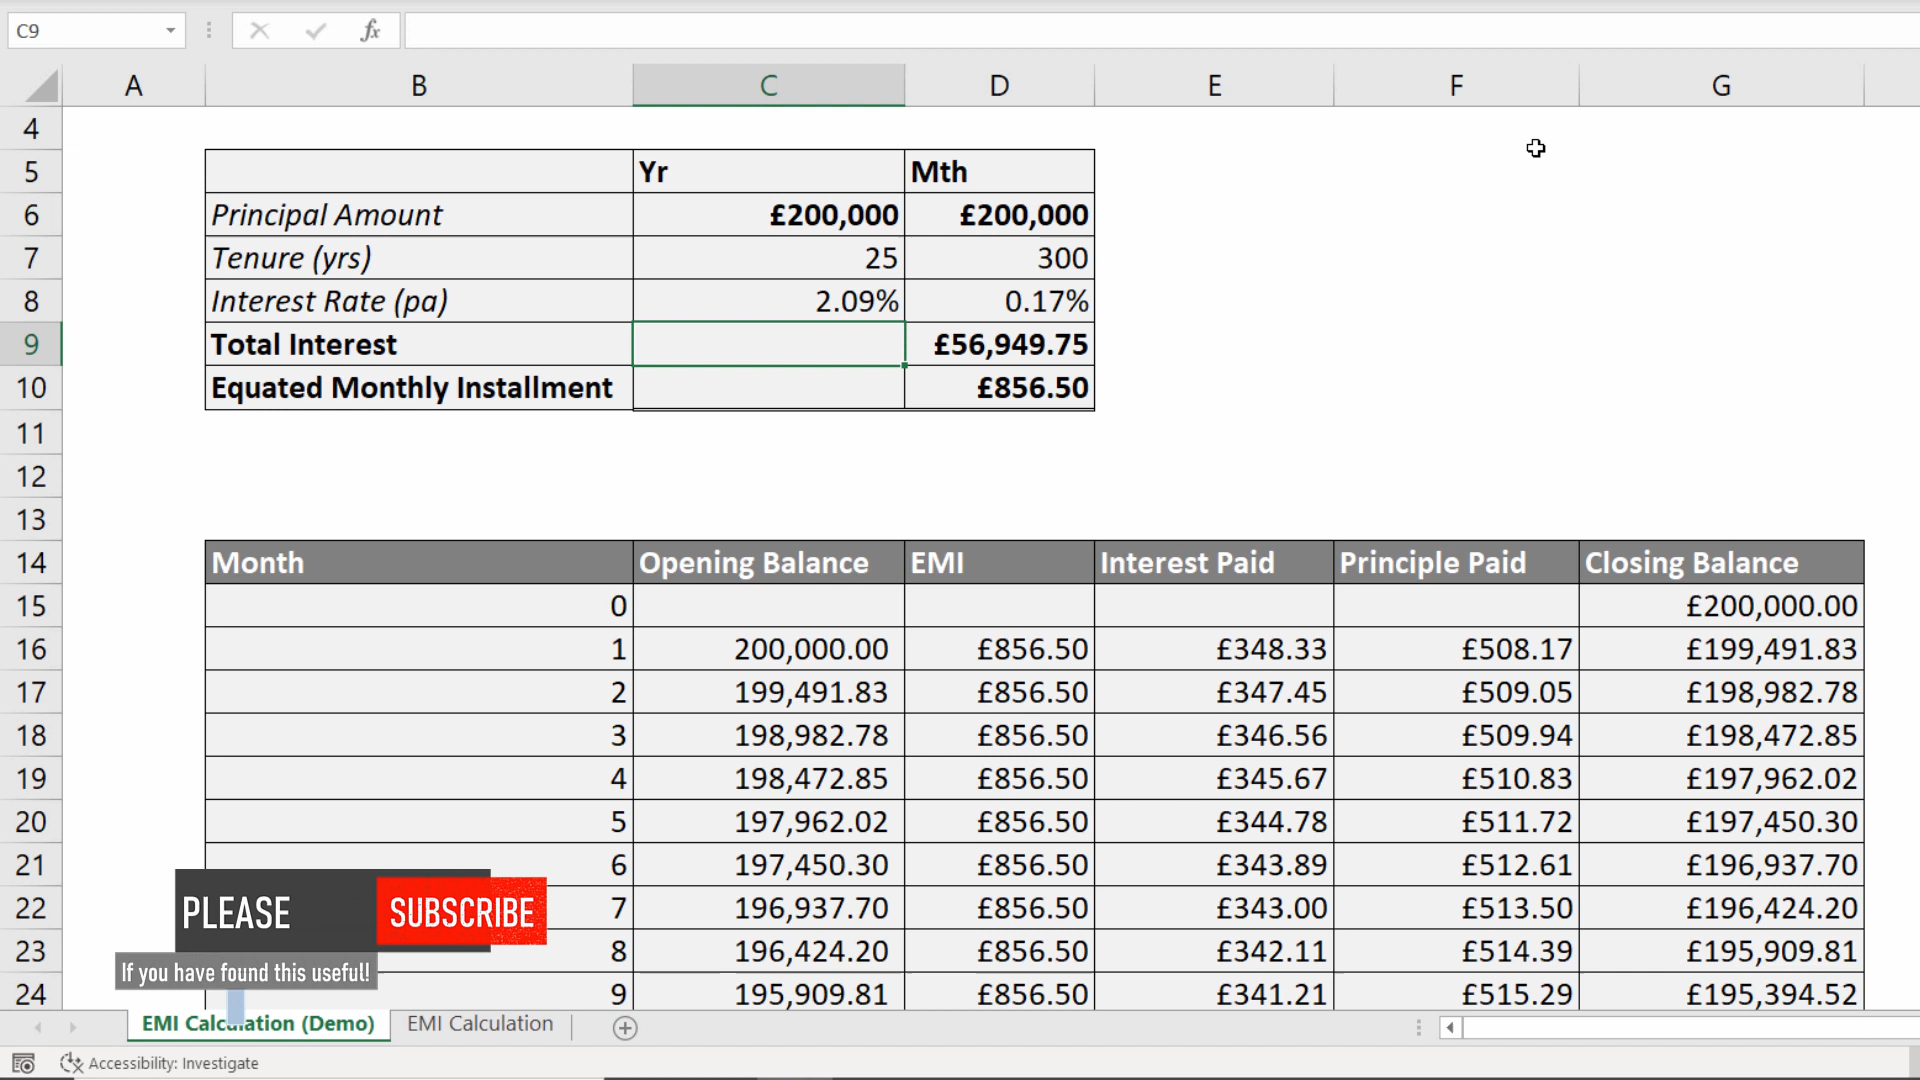 C9 fx
A B C D E F G
4
5 Yr Mth
6 Principal Amount £200,000 £200,000
7 Tenure (yrs) 25 300
8 Interest Rate (pa) 2.09% 0.17%
9 Total Interest £56,949.75
10 Equated Monthly Installment £856.50
11
12
13
14 Month Opening Balance EMI Interest Paid Principle Paid Closing Balance
15 0 £200,000.00
16 1 200,000.00 £856.50 £348.33 £508.17 £199,491.83
17 2 199,491.83 £856.50 £347.45 £509.05 £198,982.78
18 3 198,982.78 £856.50 £346.56 £509.94 £198,472.85
19 4 198,472.85 £856.50 £345.67 £510.83 £197,962.02
20 5 197,962.02 £856.50 £344.78 £511.72 £197,450.30
21 6 197,450.30 £856.50 £343.89 £512.61 £196,937.70
22 7 196,937.70 £856.50 £343.00 £513.50 £196,424.20
23 8 196,424.20 £856.50 £342.11 £514.39 £195,909.81
24 9 195,909.81 £856.50 £341.21 £515.29 £195,394.52
PLEASE SUBSCRIBE
If you have found this useful!
EMI Calculation (Demo) EMI Calculation
Accessibility: Investigate